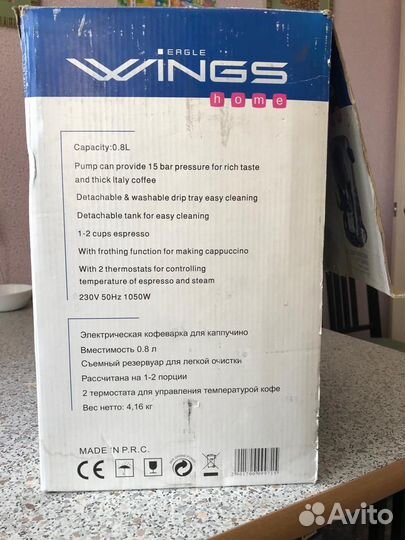 EAGLE
WINGS
home
Capacity:0.8L
Pump can provide 15 bar pressure for rich taste
and thick Italy coffee
Detachable & washable drip tray easy cleaning
Detachable tank for easy cleaning
1-2 cups espresso
With frothing function for making cappuccino
With 2 thermostats for controlling
temperature of espresso and steam
230V 50Hz 1050W
Электрическая кофеварка для каппучино
Вместимость 0.8 л
Съемный резервуар для легкой очистки
Рассчитана на 1-2 порции
2 термостата для управления температурой кофе
Вес нетто: 4,16 кг
MADE IN P.R.C.
CE
Avito